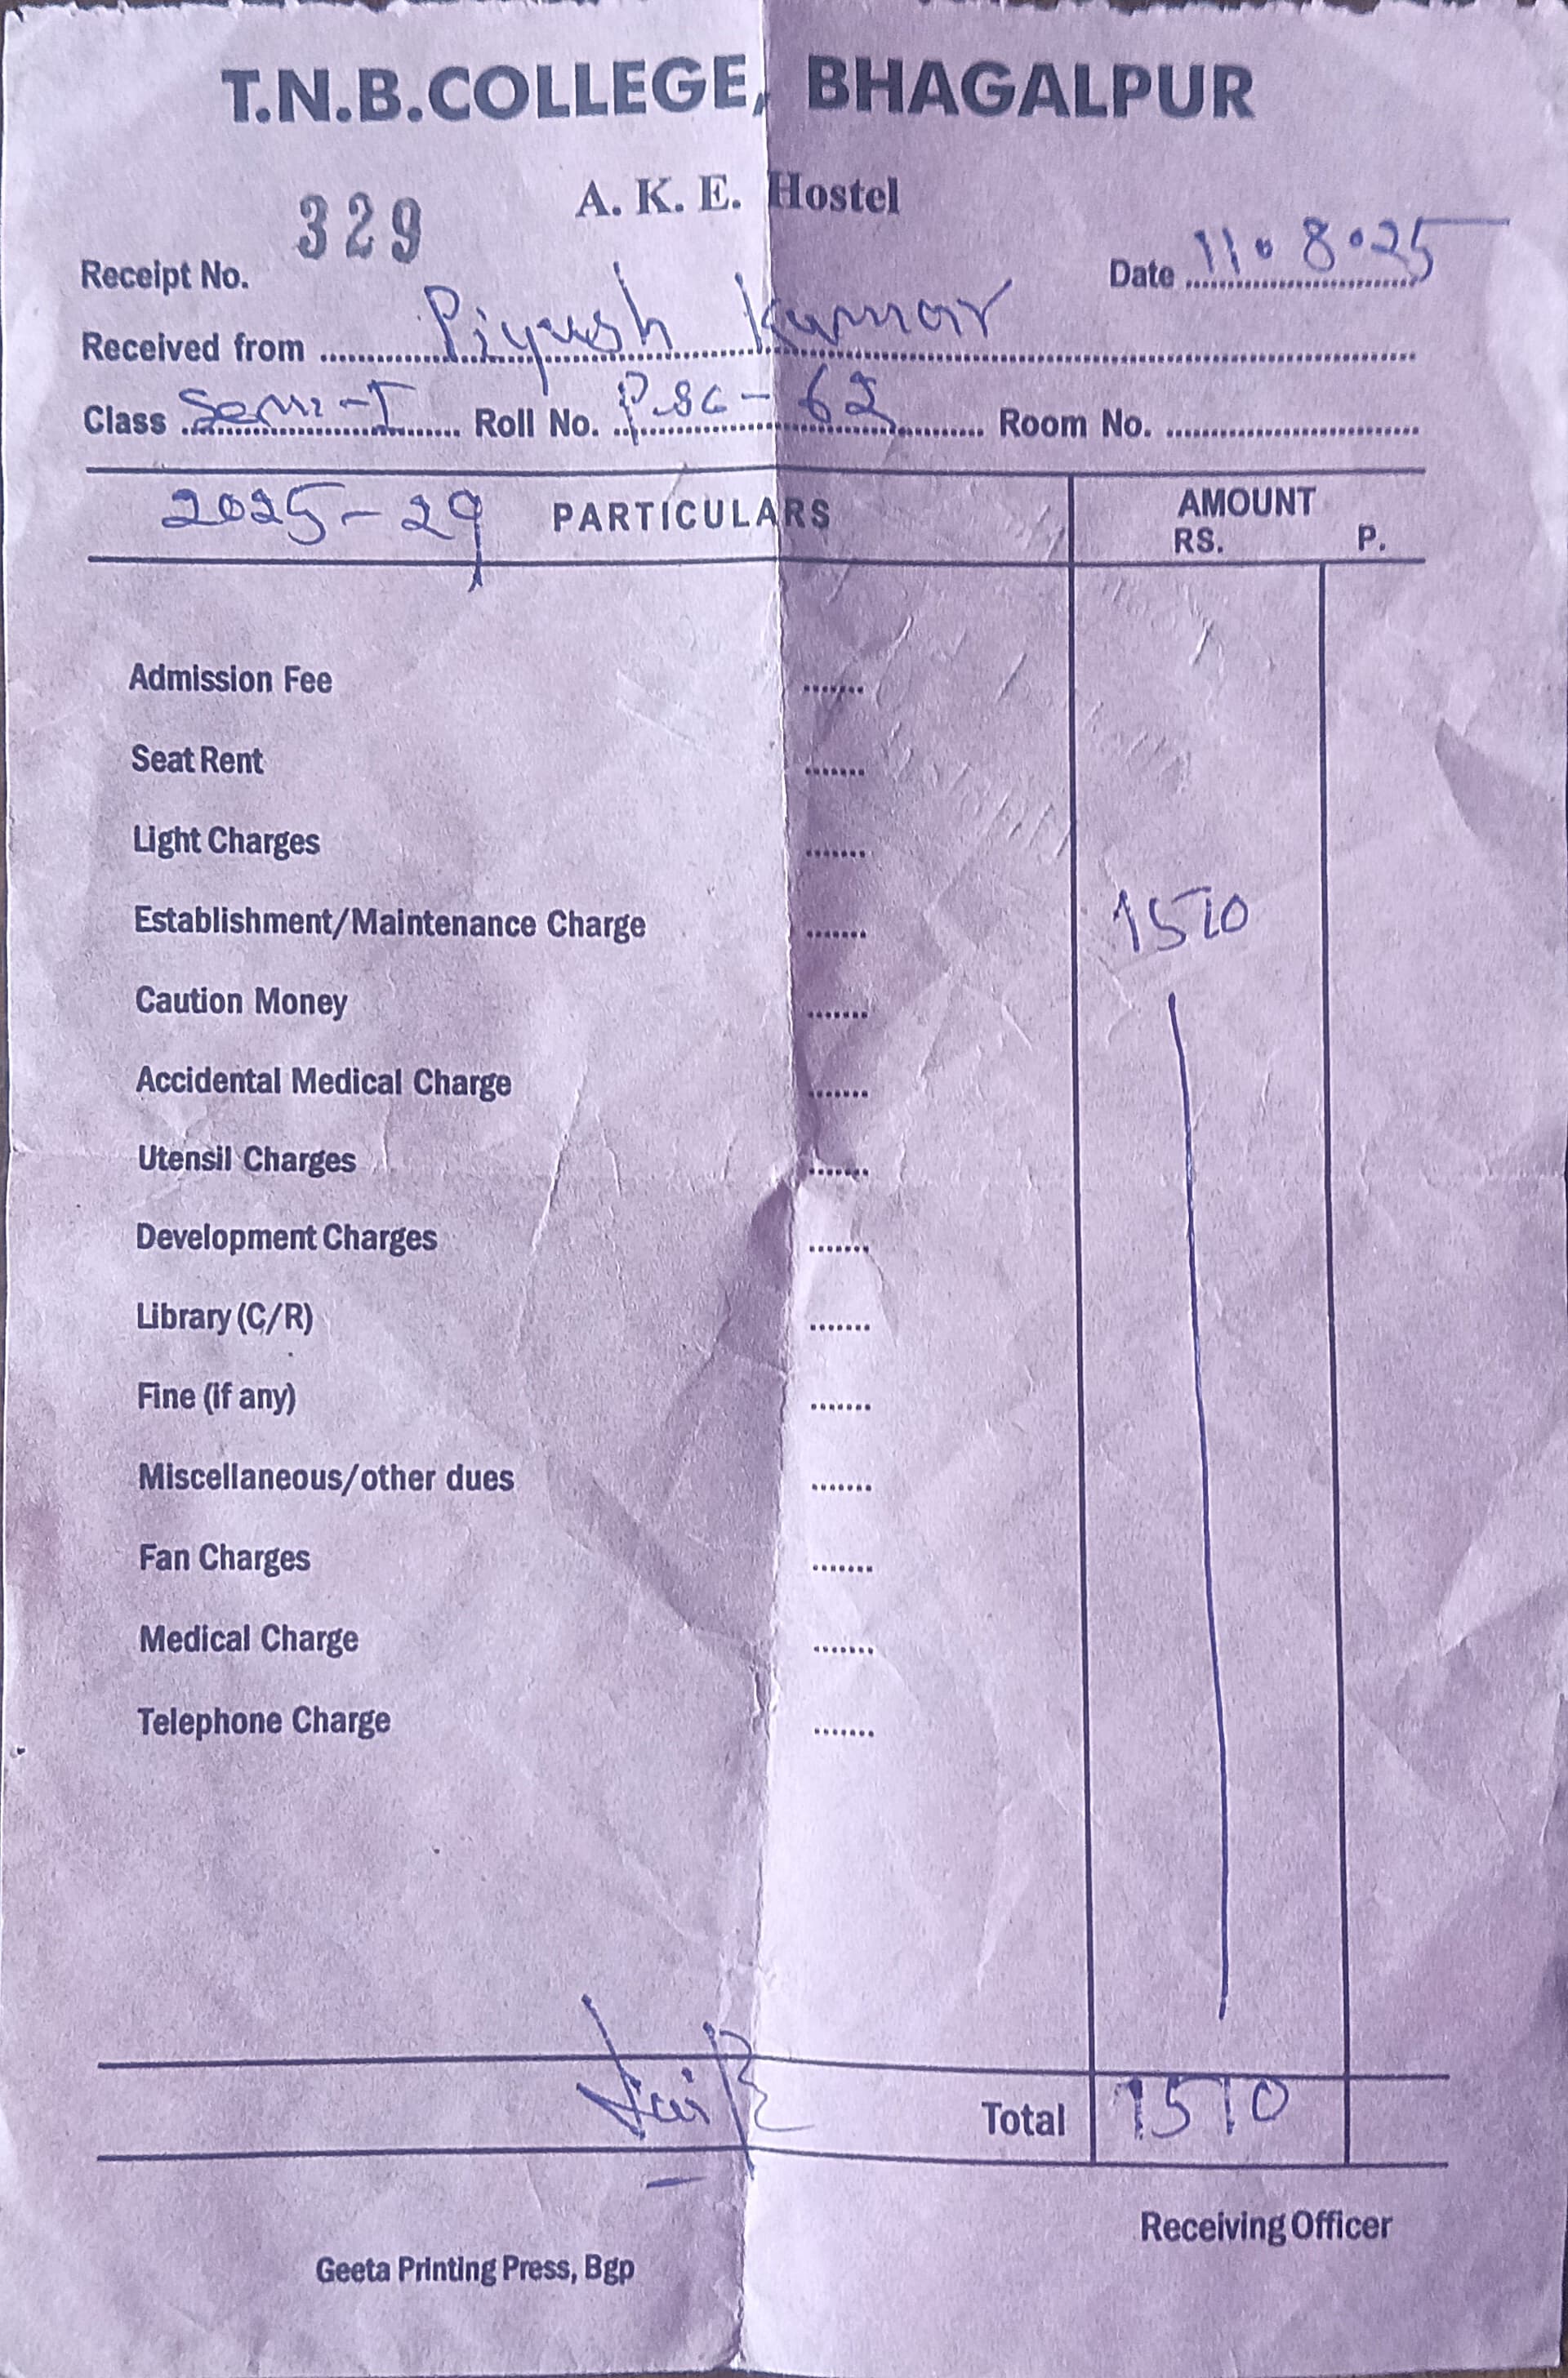 T.N.B.COLLEGE, BHAGALPUR
A. K. E. Hostel
Receipt No. 329 Date 11.8.25
Received from Piyush Kumar
Class Sem-I Roll No. P.sc-62 Room No.
2025-29 PARTICULARS AMOUNT
RS. P.
Admission Fee .......
Seat Rent .......
Light Charges .......
Establishment/Maintenance Charge ....... 1510
Caution Money .......
Accidental Medical Charge .......
Utensil Charges .......
Development Charges .......
Library (C/R) .......
Fine (if any) .......
Miscellaneous/other dues .......
Fan Charges .......
Medical Charge .......
Telephone Charge .......
Total 1510
Receiving Officer
Geeta Printing Press, Bgp